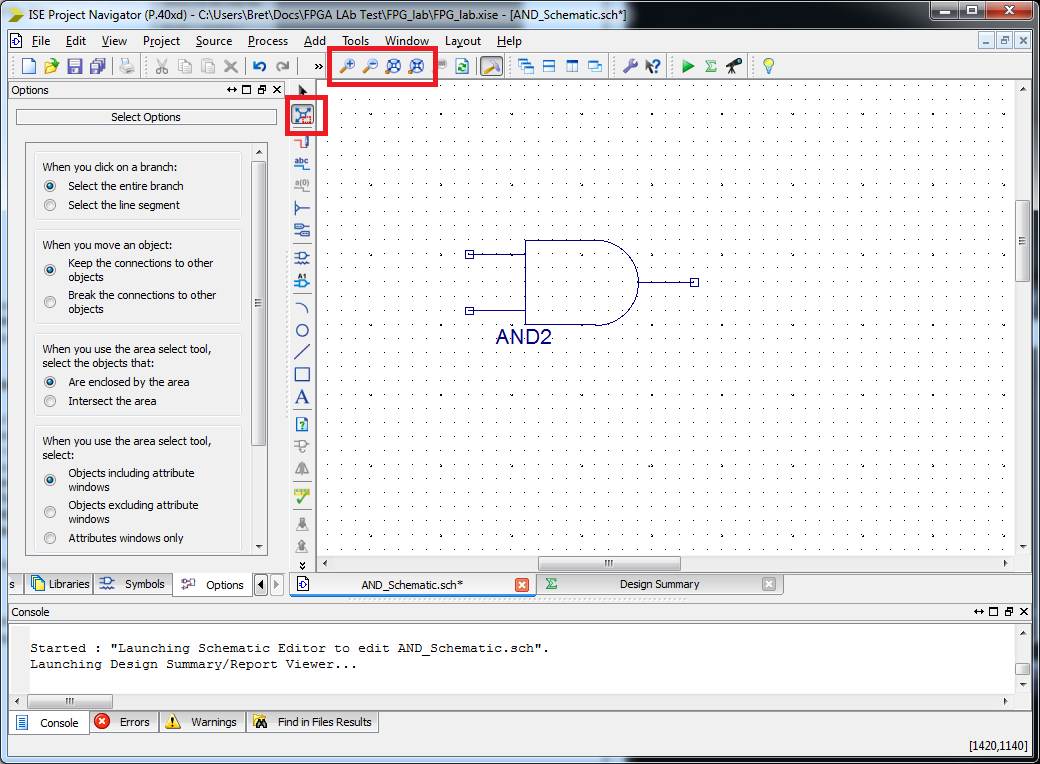 ISE Project Navigator (P.40xd) - C:\Users\Bret\Docs\FPGA LAb Test\FPG_lab\FPG_lab.xise - [AND_Schematic.sch*]
File Edit View Project Source Process Add Tools Window Layout Help
»
Options
Select Options
When you click on a branch:
Select the entire branch
Select the line segment
When you move an object:
Keep the connections to other
objects
Break the connections to other
objects
When you use the area select tool,
select the objects that:
Are enclosed by the area
Intersect the area
When you use the area select tool,
select:
Objects including attribute
windows
Objects excluding attribute
windows
Attributes windows only
abc
a(0)
A1
A
AND2
s Libraries Symbols Options
AND_Schematic.sch* Design Summary
Console
Started : "Launching Schematic Editor to edit AND_Schematic.sch".
Launching Design Summary/Report Viewer...
Console Errors Warnings Find in Files Results
[1420,1140]